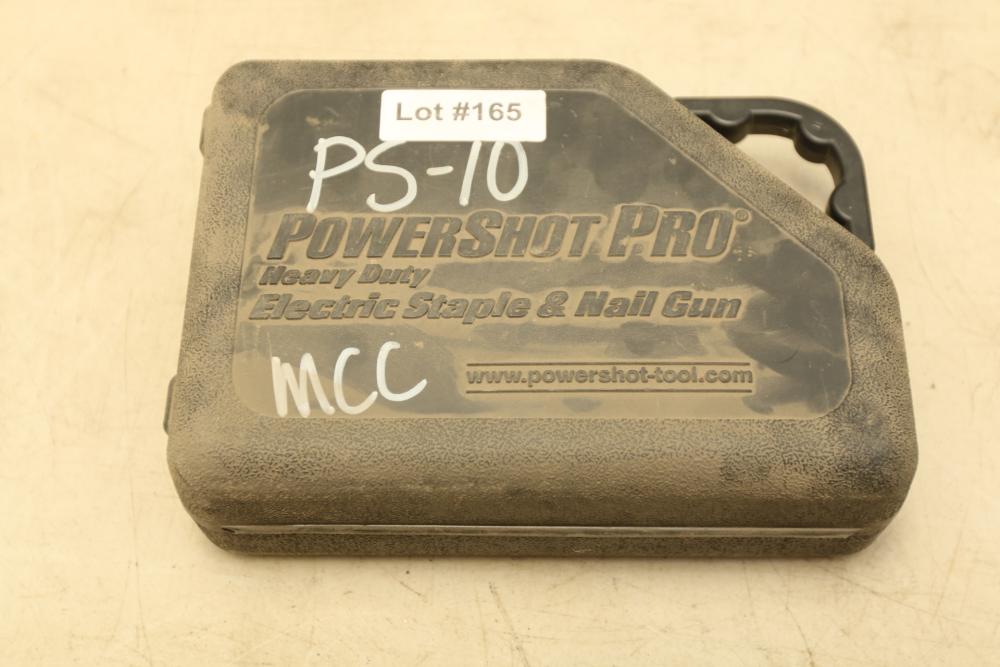 Lot #165
PS-10
POWERSHOT PRO®
Heavy Duty
Electric Staple & Nail Gun
MCC
www.powershot-tool.com